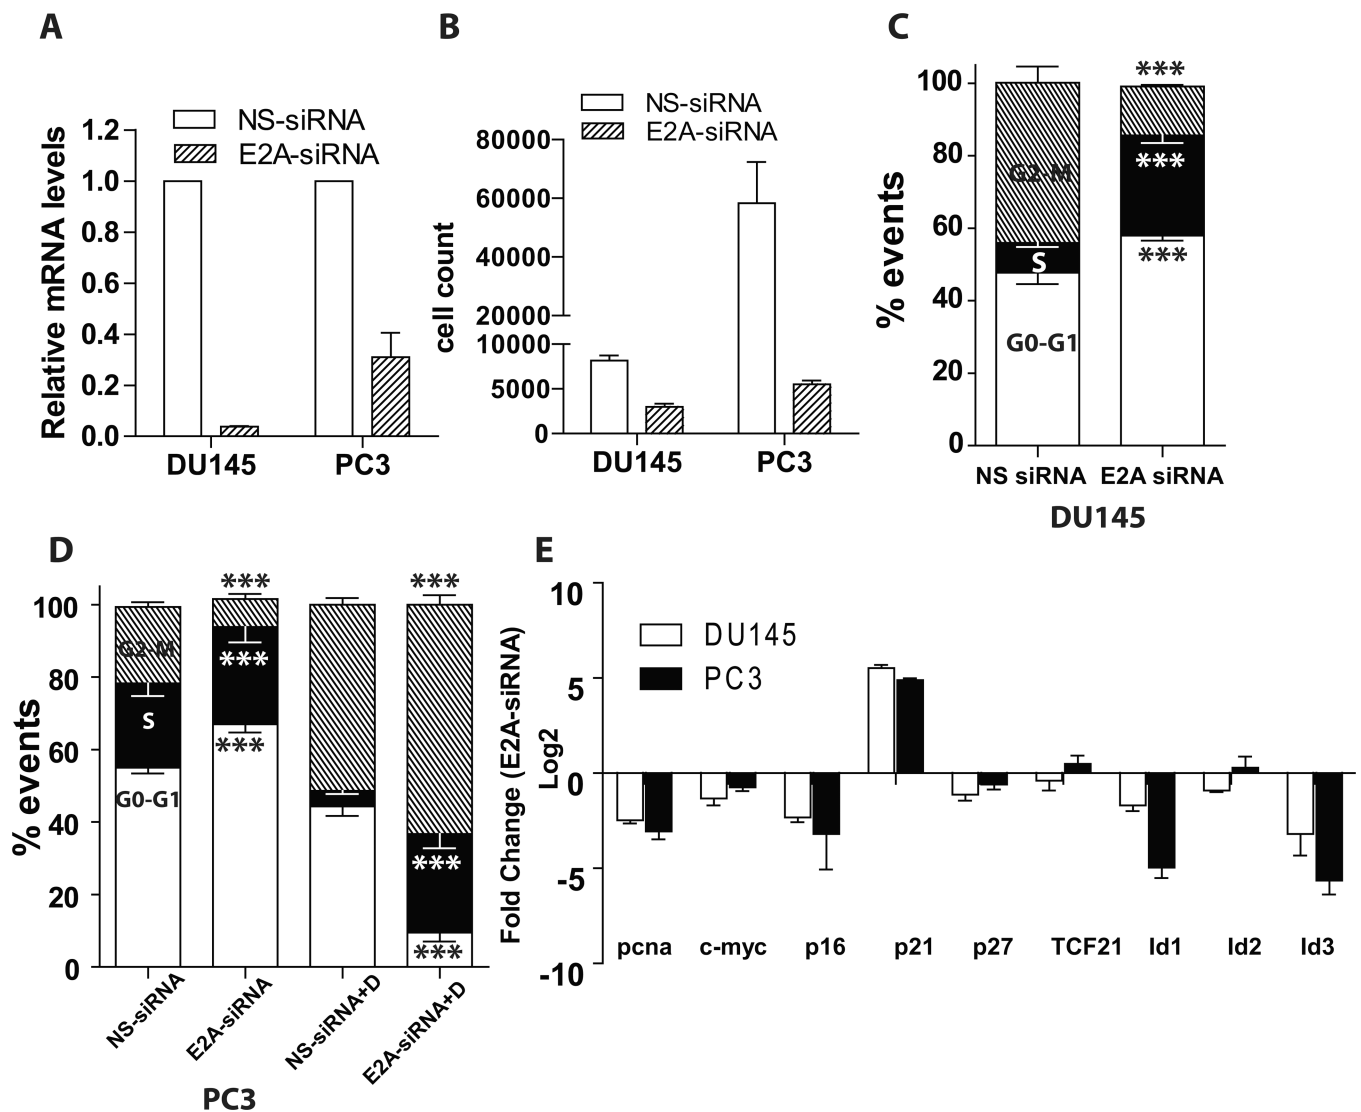 A
NS-siRNA
E2A-siRNA
Relative mRNA levels
1.2
1.0
0.8
0.6
0.4
0.2
0.0
DU145 PC3
B
NS-siRNA
E2A-siRNA
cell count
80000
60000
40000
20000
10000
5000
0
DU145 PC3
C
% events
100
80
60
40
20
0
***
***
***
G2-M
S
G0-G1
NS siRNA E2A siRNA
DU145
D
% events
100
80
60
40
20
0
*** ***
*** ***
*** ***
G2-M
S
G0-G1
NS-siRNA
E2A-siRNA
NS-siRNA+D
E2A-siRNA+D
PC3
E
Fold Change (E2A-siRNA)
Log2
10
5
0
-5
-10
DU145
PC3
pcna c-myc p16 p21 p27 TCF21 Id1 Id2 Id3